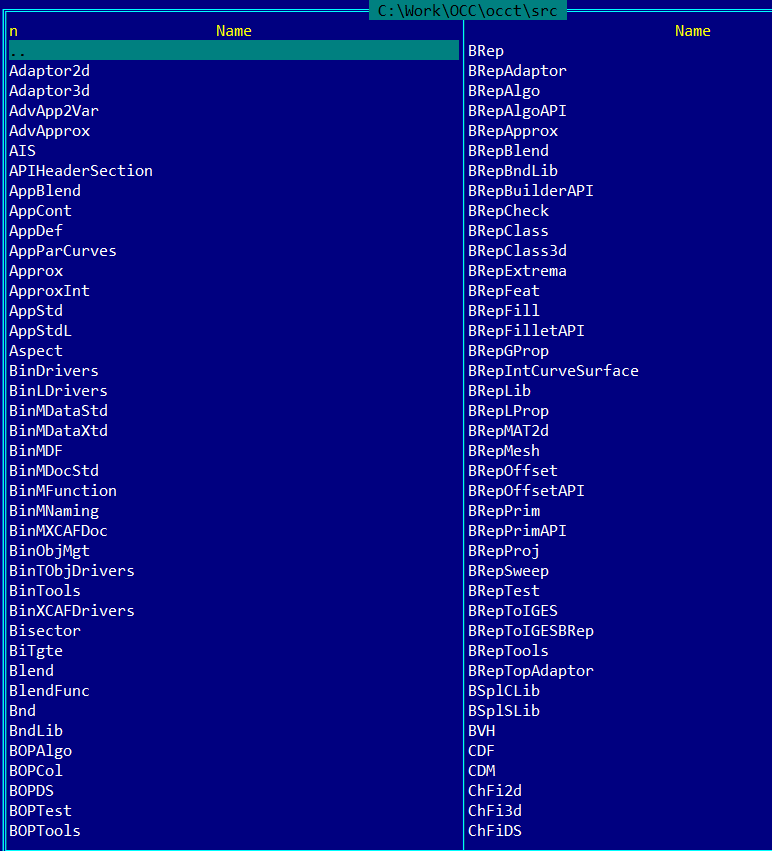 C:\Work\OCC\occt\src
n Name
..
Adaptor2d
Adaptor3d
AdvApp2Var
AdvApprox
AIS
APIHeaderSection
AppBlend
AppCont
AppDef
AppParCurves
Approx
ApproxInt
AppStd
AppStdL
Aspect
BinDrivers
BinLDrivers
BinMDataStd
BinMDataXtd
BinMDF
BinMDocStd
BinMFunction
BinMNaming
BinMXCAFDoc
BinObjMgt
BinTObjDrivers
BinTools
BinXCAFDrivers
Bisector
BiTgte
Blend
BlendFunc
Bnd
BndLib
BOPAlgo
BOPCol
BOPDS
BOPTest
BOPTools
Name
BRep
BRepAdaptor
BRepAlgo
BRepAlgoAPI
BRepApprox
BRepBlend
BRepBndLib
BRepBuilderAPI
BRepCheck
BRepClass
BRepClass3d
BRepExtrema
BRepFeat
BRepFill
BRepFilletAPI
BRepGProp
BRepIntCurveSurface
BRepLib
BRepLProp
BRepMAT2d
BRepMesh
BRepOffset
BRepOffsetAPI
BRepPrim
BRepPrimAPI
BRepProj
BRepSweep
BRepTest
BRepToIGES
BRepToIGESBRep
BRepTools
BRepTopAdaptor
BSplCLib
BSplSLib
BVH
CDF
CDM
ChFi2d
ChFi3d
ChFiDS